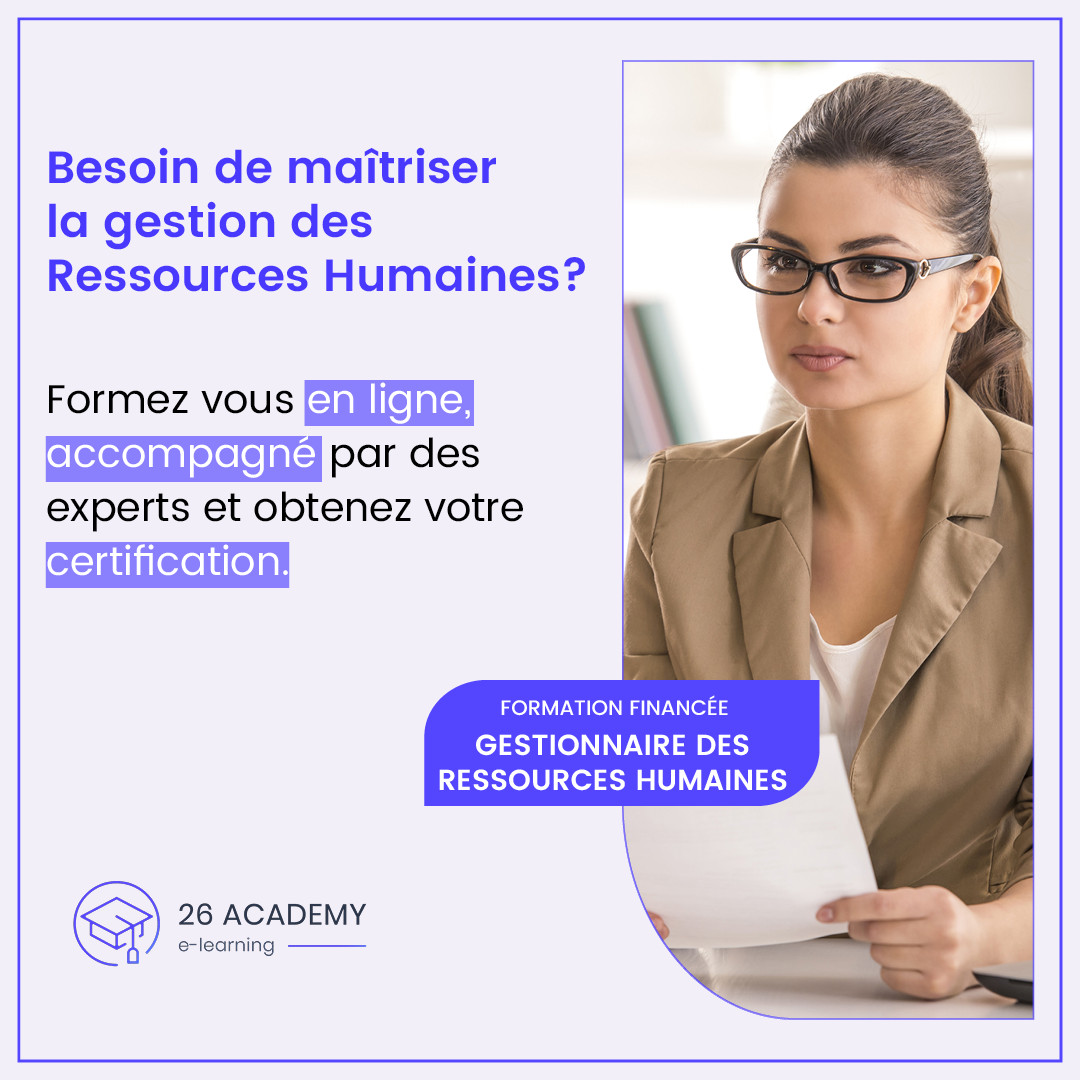 Besoin de maîtriser
la gestion des
Ressources Humaines?
Formez vous en ligne,
accompagné par des
experts et obtenez votre
certification.
FORMATION FINANCÉE
GESTIONNAIRE DES
RESSOURCES HUMAINES
26 ACADEMY
e-learning